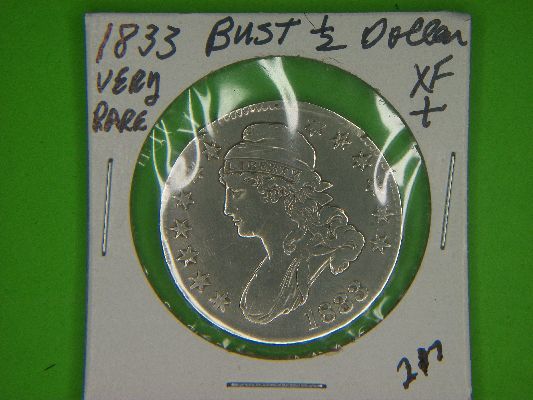 1833 BUST ½ Dollar
VERY
RARE
XF
+
LIBERTY
1833